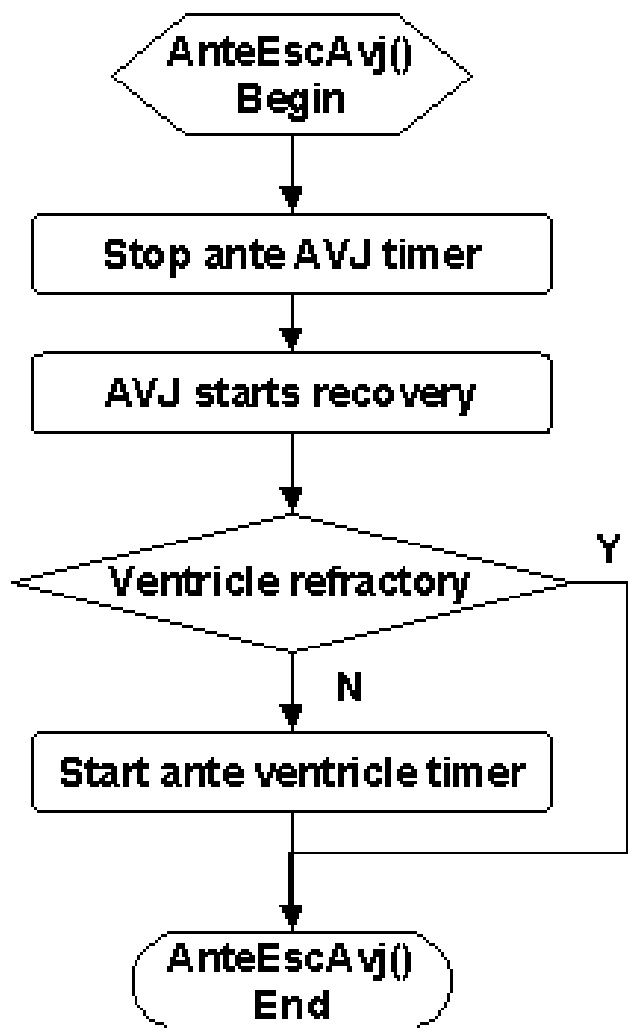 AnteEscAvj()
Begin
Stop ante AVJ timer
AVJ starts recovery
Ventricle refractory
Y
N
Start ante ventricle timer
AnteEscAvj()
End